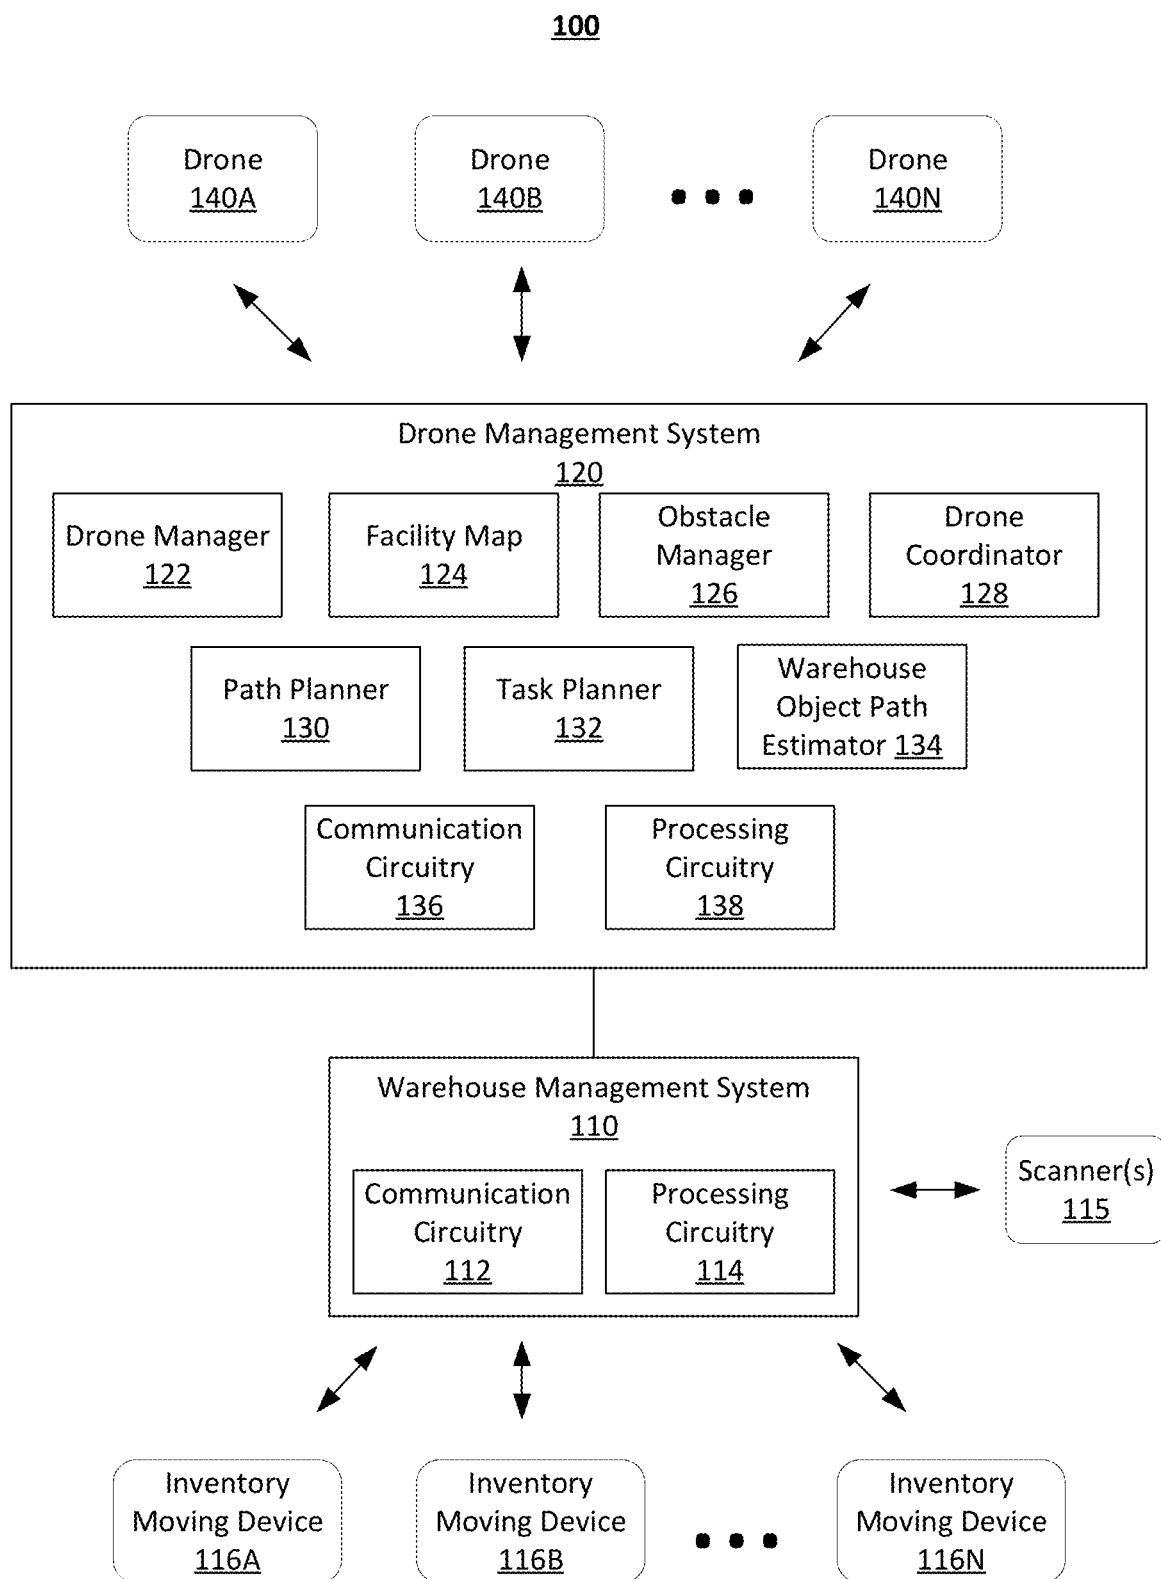 100
Drone
140A
Drone
140B
Drone
140N
Drone Management System
120
Drone Manager
122
Facility Map
124
Obstacle
Manager
126
Drone
Coordinator
128
Path Planner
130
Task Planner
132
Warehouse
Object Path
Estimator 134
Communication
Circuitry
136
Processing
Circuitry
138
Warehouse Management System
110
Communication
Circuitry
112
Processing
Circuitry
114
Scanner(s)
115
Inventory
Moving Device
116A
Inventory
Moving Device
116B
Inventory
Moving Device
116N